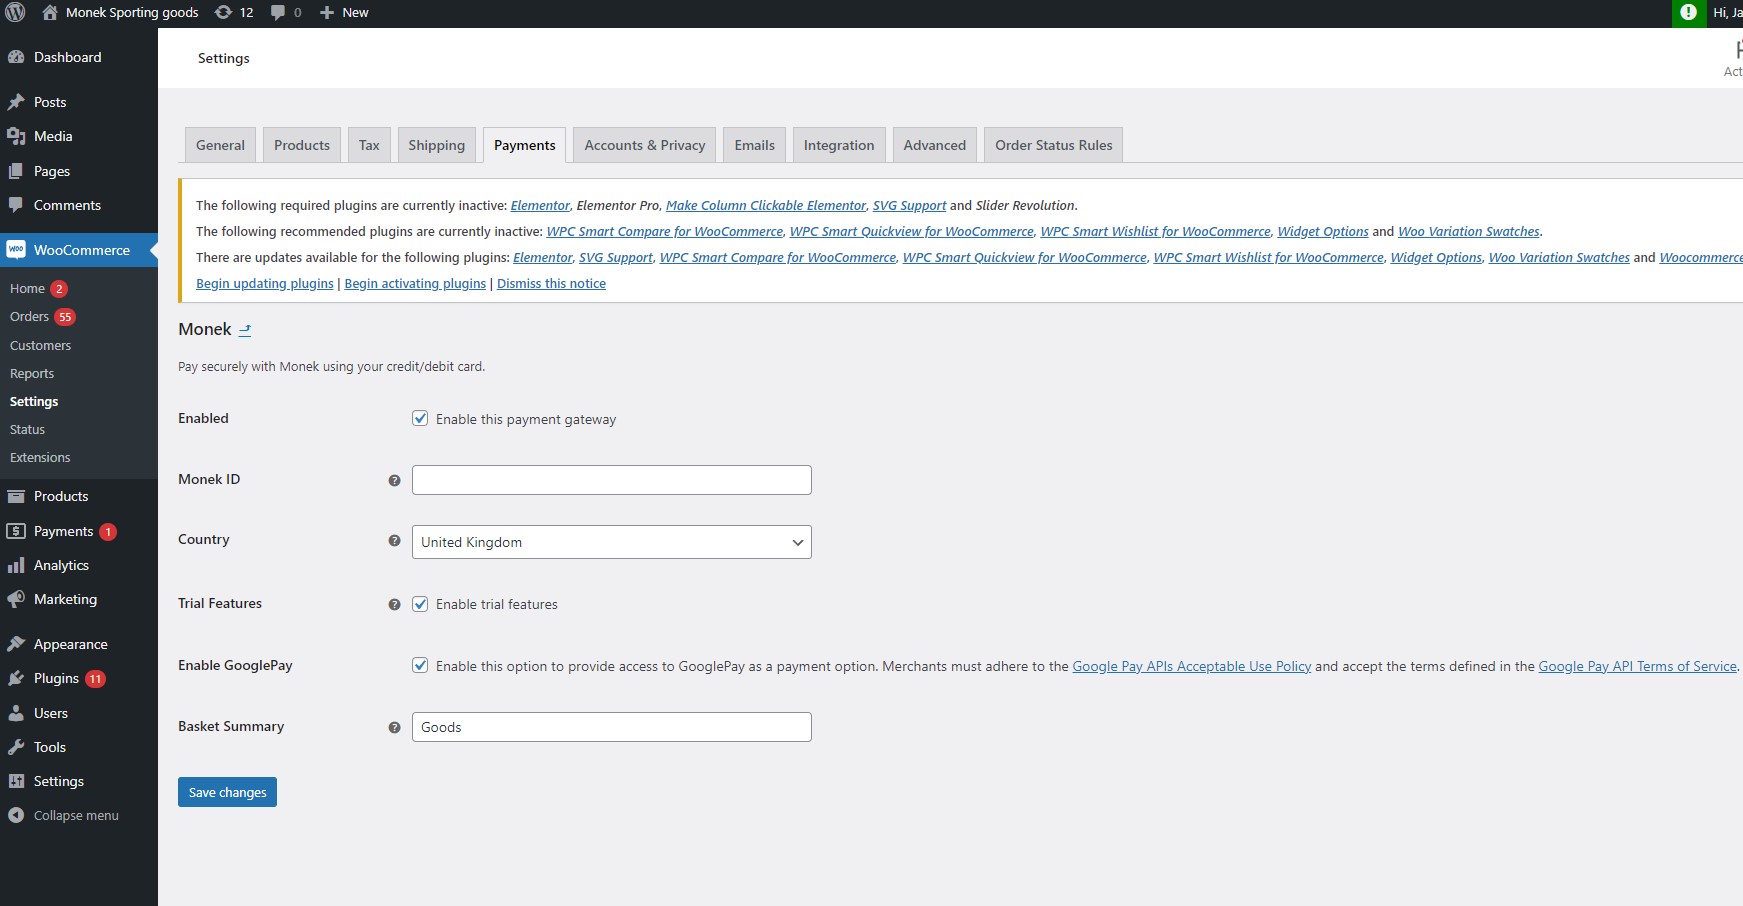 Monek Sporting goods 12 0 New Hi, Ja
Dashboard
Posts
Media
Pages
Comments
WooCommerce
Home 2
Orders 55
Customers
Reports
Settings
Status
Extensions
Products
Payments 1
Analytics
Marketing
Appearance
Plugins 11
Users
Tools
Settings
Collapse menu
Settings
Act
General Products Tax Shipping Payments Accounts & Privacy Emails Integration Advanced Order Status Rules
The following required plugins are currently inactive: Elementor, Elementor Pro, Make Column Clickable Elementor, SVG Support and Slider Revolution.
The following recommended plugins are currently inactive: WPC Smart Compare for WooCommerce, WPC Smart Quickview for WooCommerce, WPC Smart Wishlist for WooCommerce, Widget Options and Woo Variation Swatches.
There are updates available for the following plugins: Elementor, SVG Support, WPC Smart Compare for WooCommerce, WPC Smart Quickview for WooCommerce, WPC Smart Wishlist for WooCommerce, Widget Options, Woo Variation Swatches and Woocommerce
Begin updating plugins | Begin activating plugins | Dismiss this notice
Monek
Pay securely with Monek using your credit/debit card.
Enabled Enable this payment gateway
Monek ID
Country United Kingdom
Trial Features Enable trial features
Enable GooglePay Enable this option to provide access to GooglePay as a payment option. Merchants must adhere to the Google Pay APIs Acceptable Use Policy and accept the terms defined in the Google Pay API Terms of Service.
Basket Summary Goods
Save changes